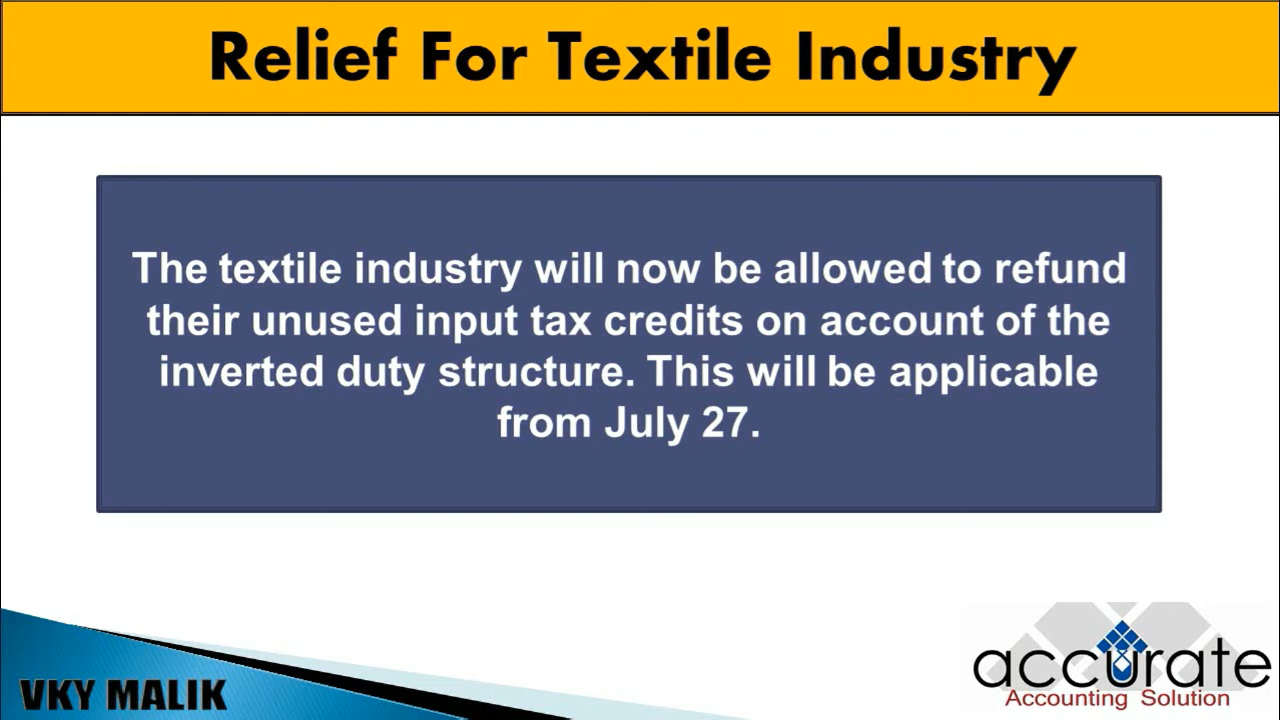 Relief For Textile Industry
The textile industry will now be allowed to refund
their unused input tax credits on account of the
inverted duty structure. This will be applicable
from July 27.
VKY MALIK
accurate
Accounting Solution